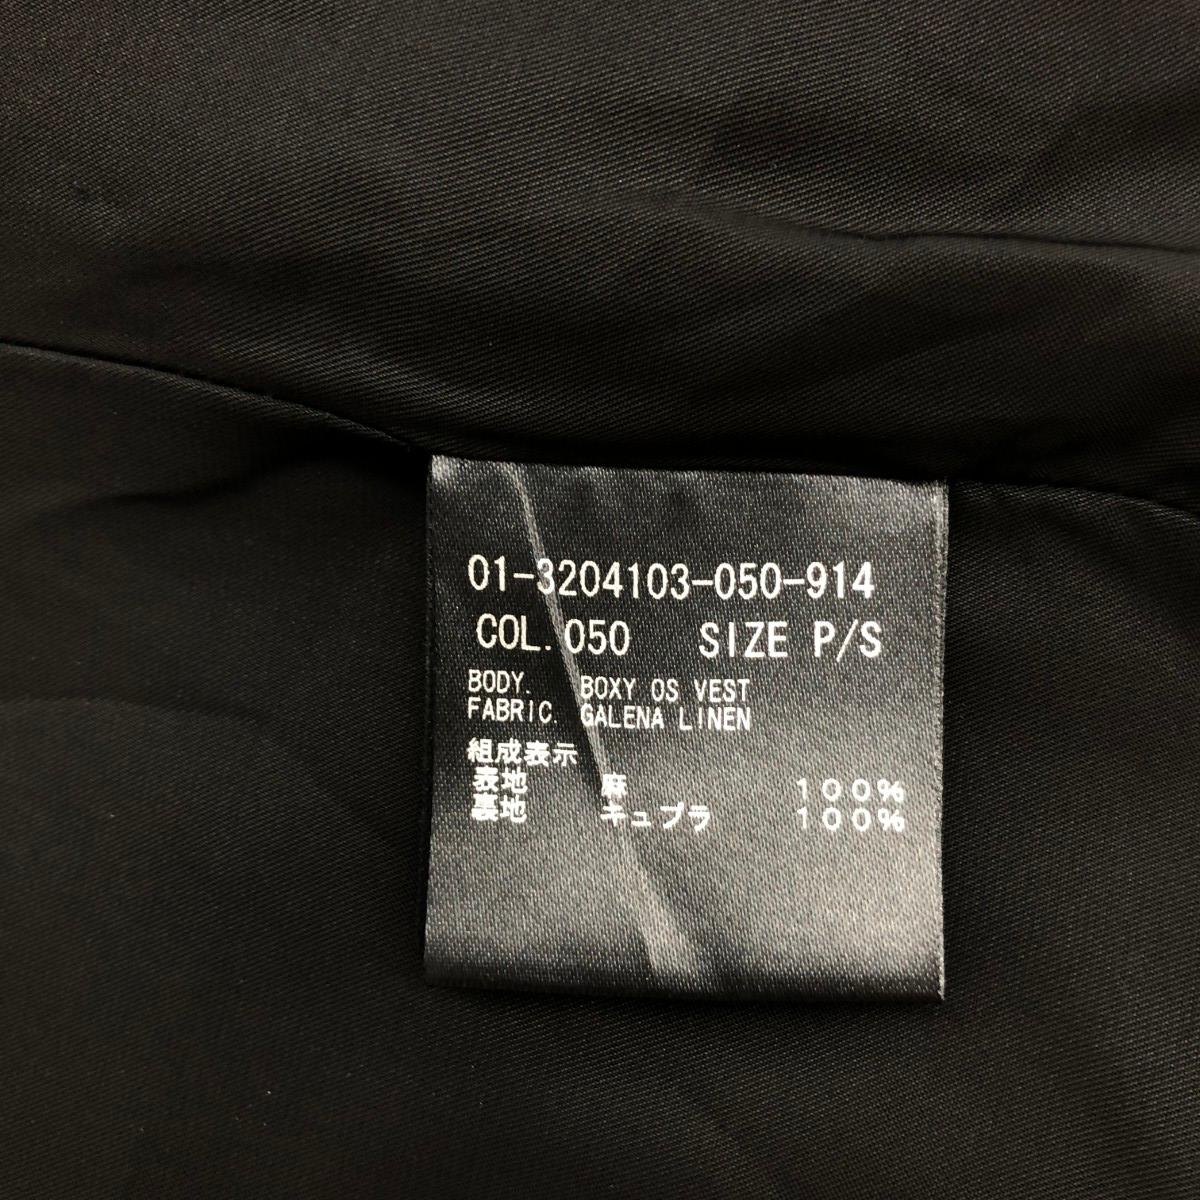 01-3204103-050-914
COL. 050 SIZE P/S
BODY. BOXY OS VEST
FABRIC. GALENA LINEN
組成表示
表地 麻 100%
裏地 キュプラ 100%